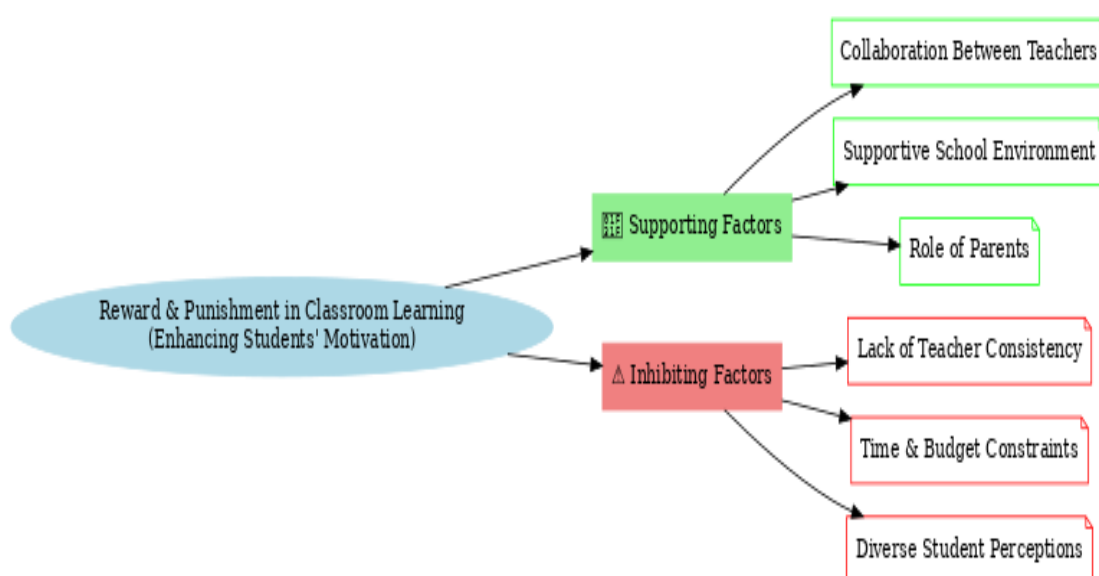 Collaboration Between Teachers
Supportive School Environment
Supporting Factors
Role of Parents
Reward & Punishment in Classroom Learning
(Enhancing Students' Motivation)
Lack of Teacher Consistency
⚠ Inhibiting Factors
Time & Budget Constraints
Diverse Student Perceptions